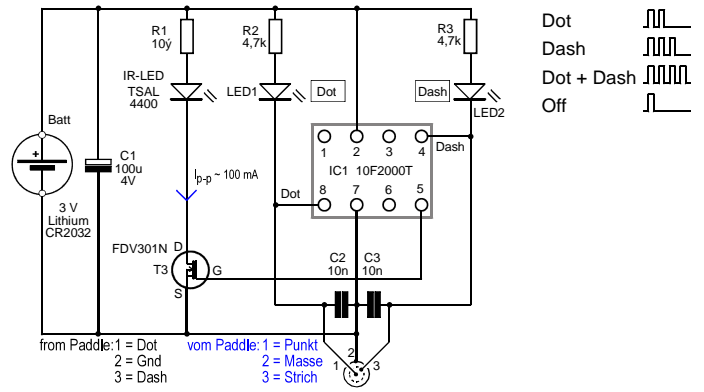 R1
10ý
R2
4,7k
R3
4,7k
Dot
Dash
Dot + Dash
Off
IR-LED
TSAL
4400
LED1
Dot
Dash
LED2
Batt
+
C1
100u
4V
3 V
Lithium
CR2032
1 2 3 4
Dash
IC1 10F2000T
8 7 6 5
Dot
Ip-p ~ 100 mA
FDV301N
D
T3
G
S
C2
10n
C3
10n
from Paddle: 1 = Dot
2 = Gnd
3 = Dash
vom Paddle: 1 = Punkt
2 = Masse
3 = Strich
1 2 3